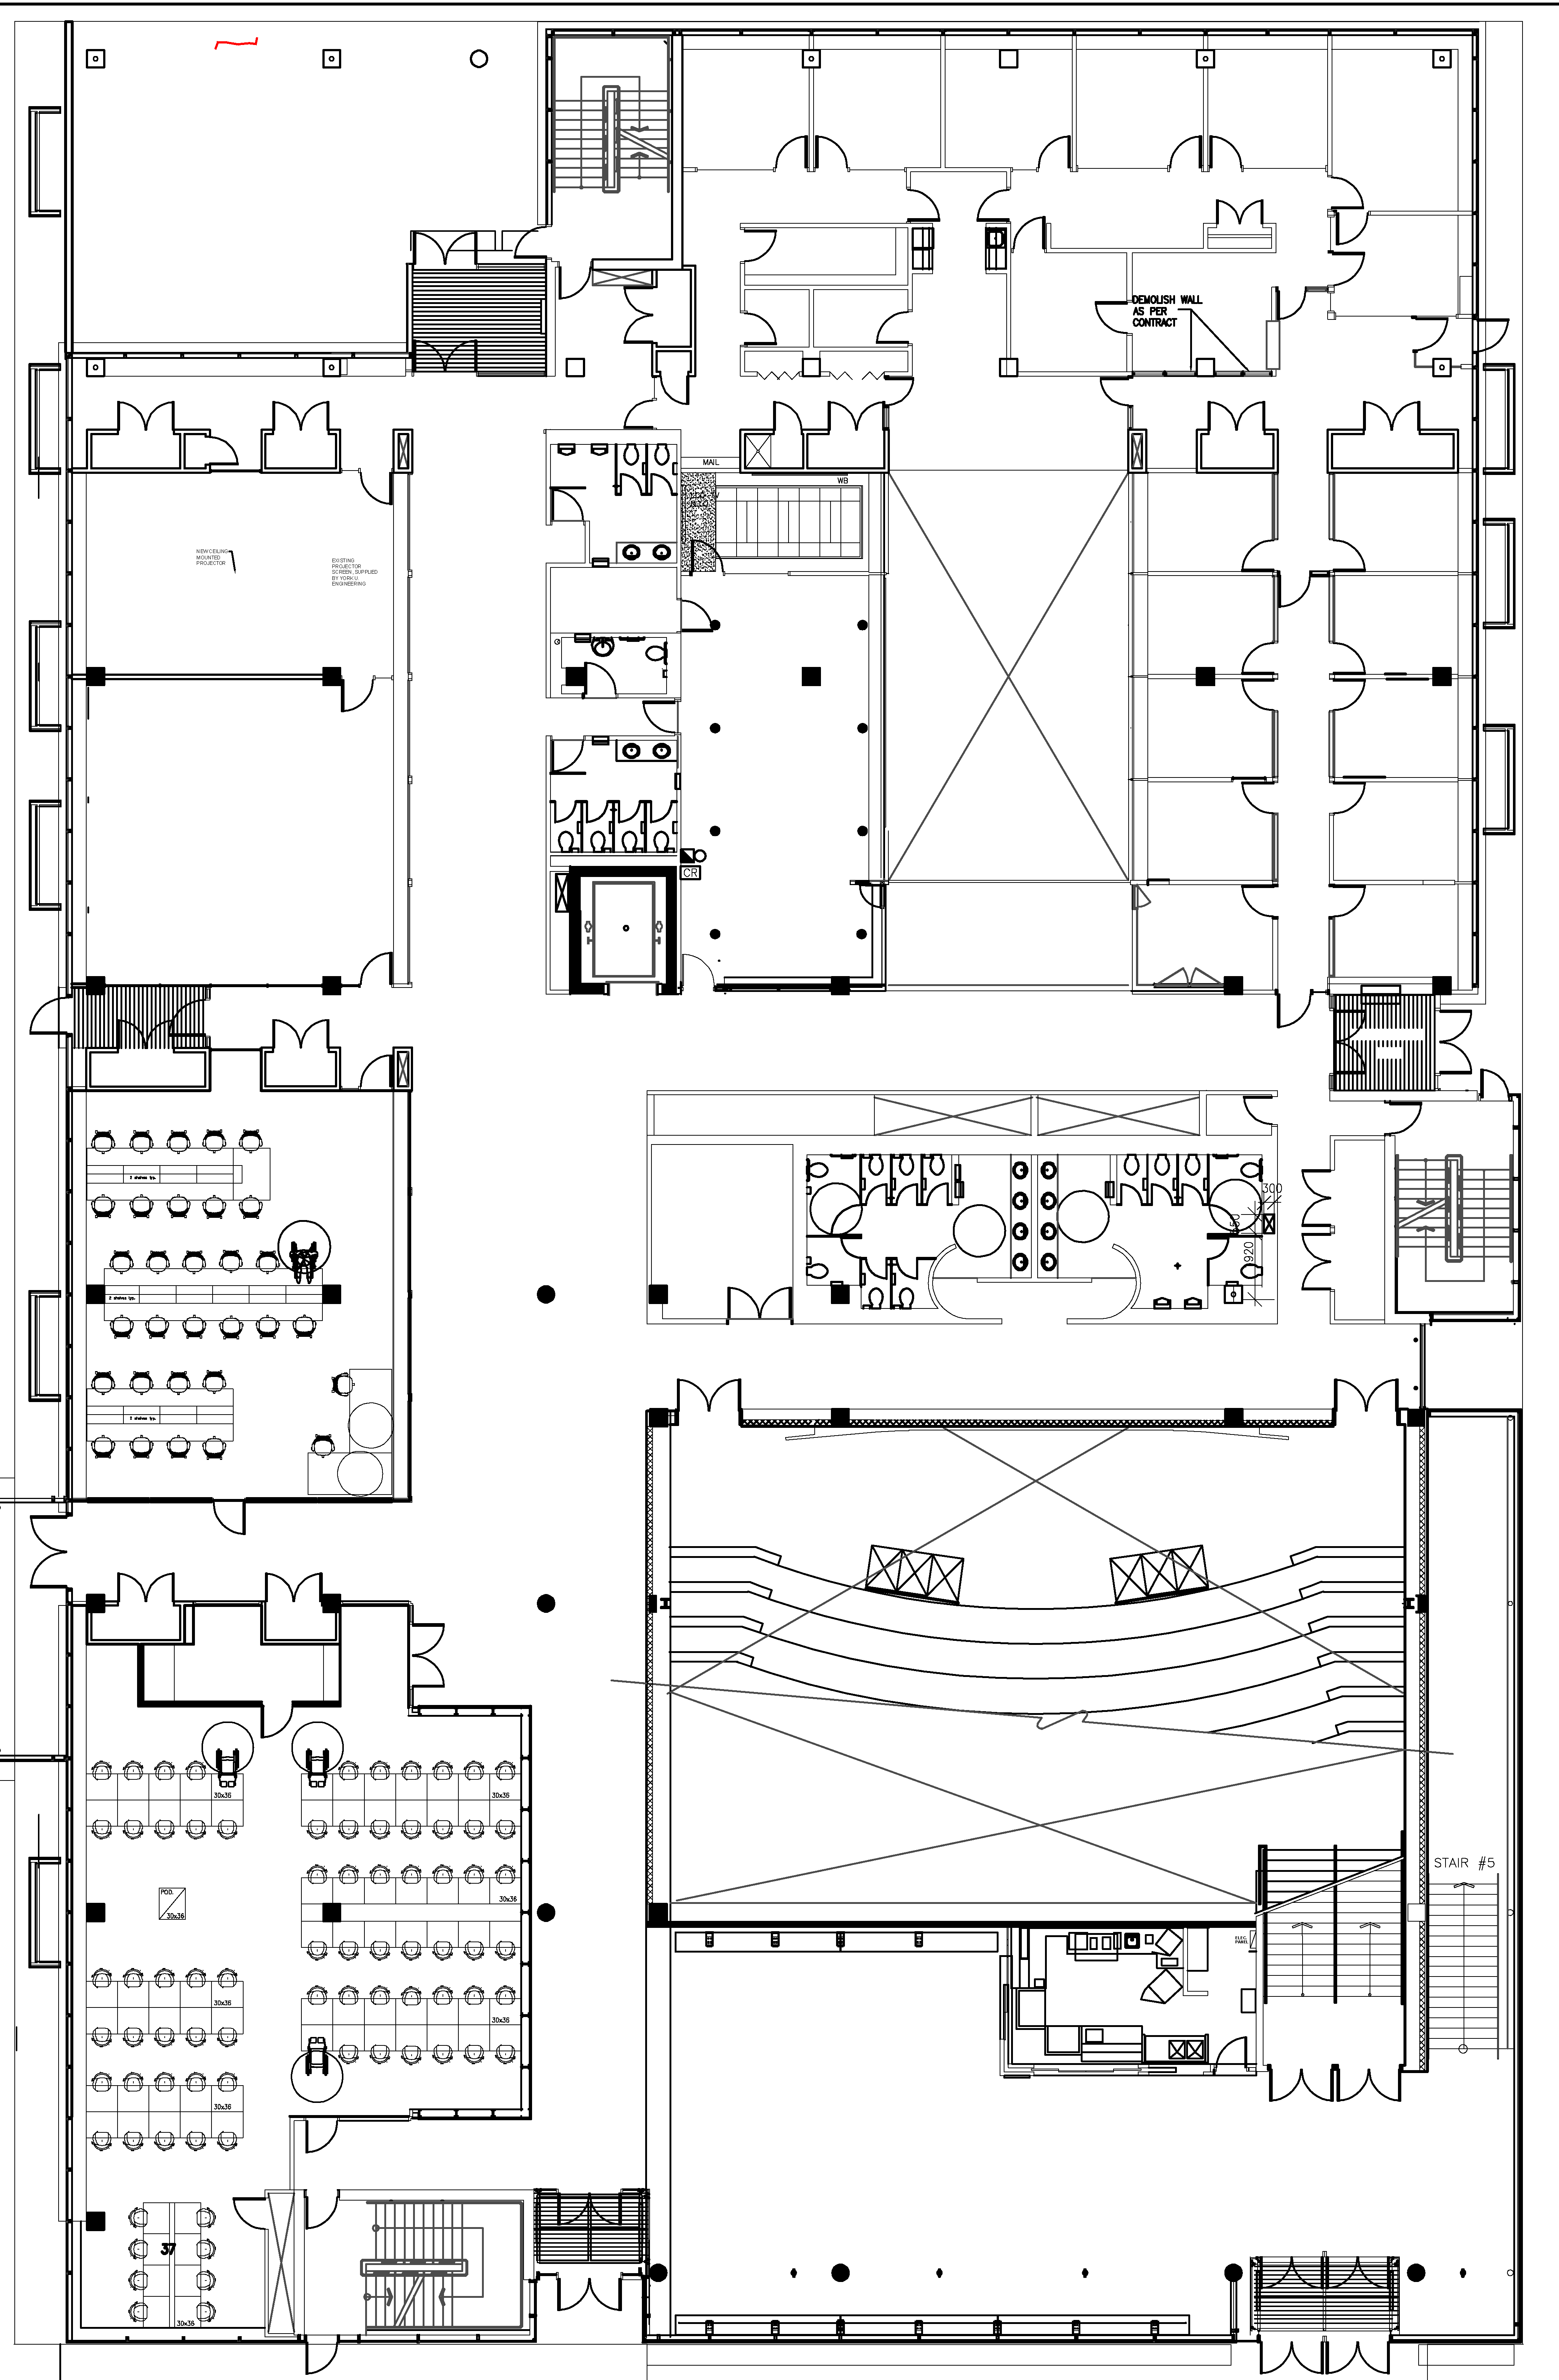 DEMOLISH WALL
AS PER
CONTRACT
MAIL
WB
NEW CEILING
MOUNTED
PROJECTOR
EXISTING
PROJECTOR
SCREEN, SUPPLIED
BY YORK U.
ENGINEERING
CR
2 shelves typ.
300
920
2 shelves typ.
2 shelves typ.
30x36
30x36
STAIR #5
POD.
30x36
ELEC.
PANEL
30x36
30x36
30x36
37
30x36